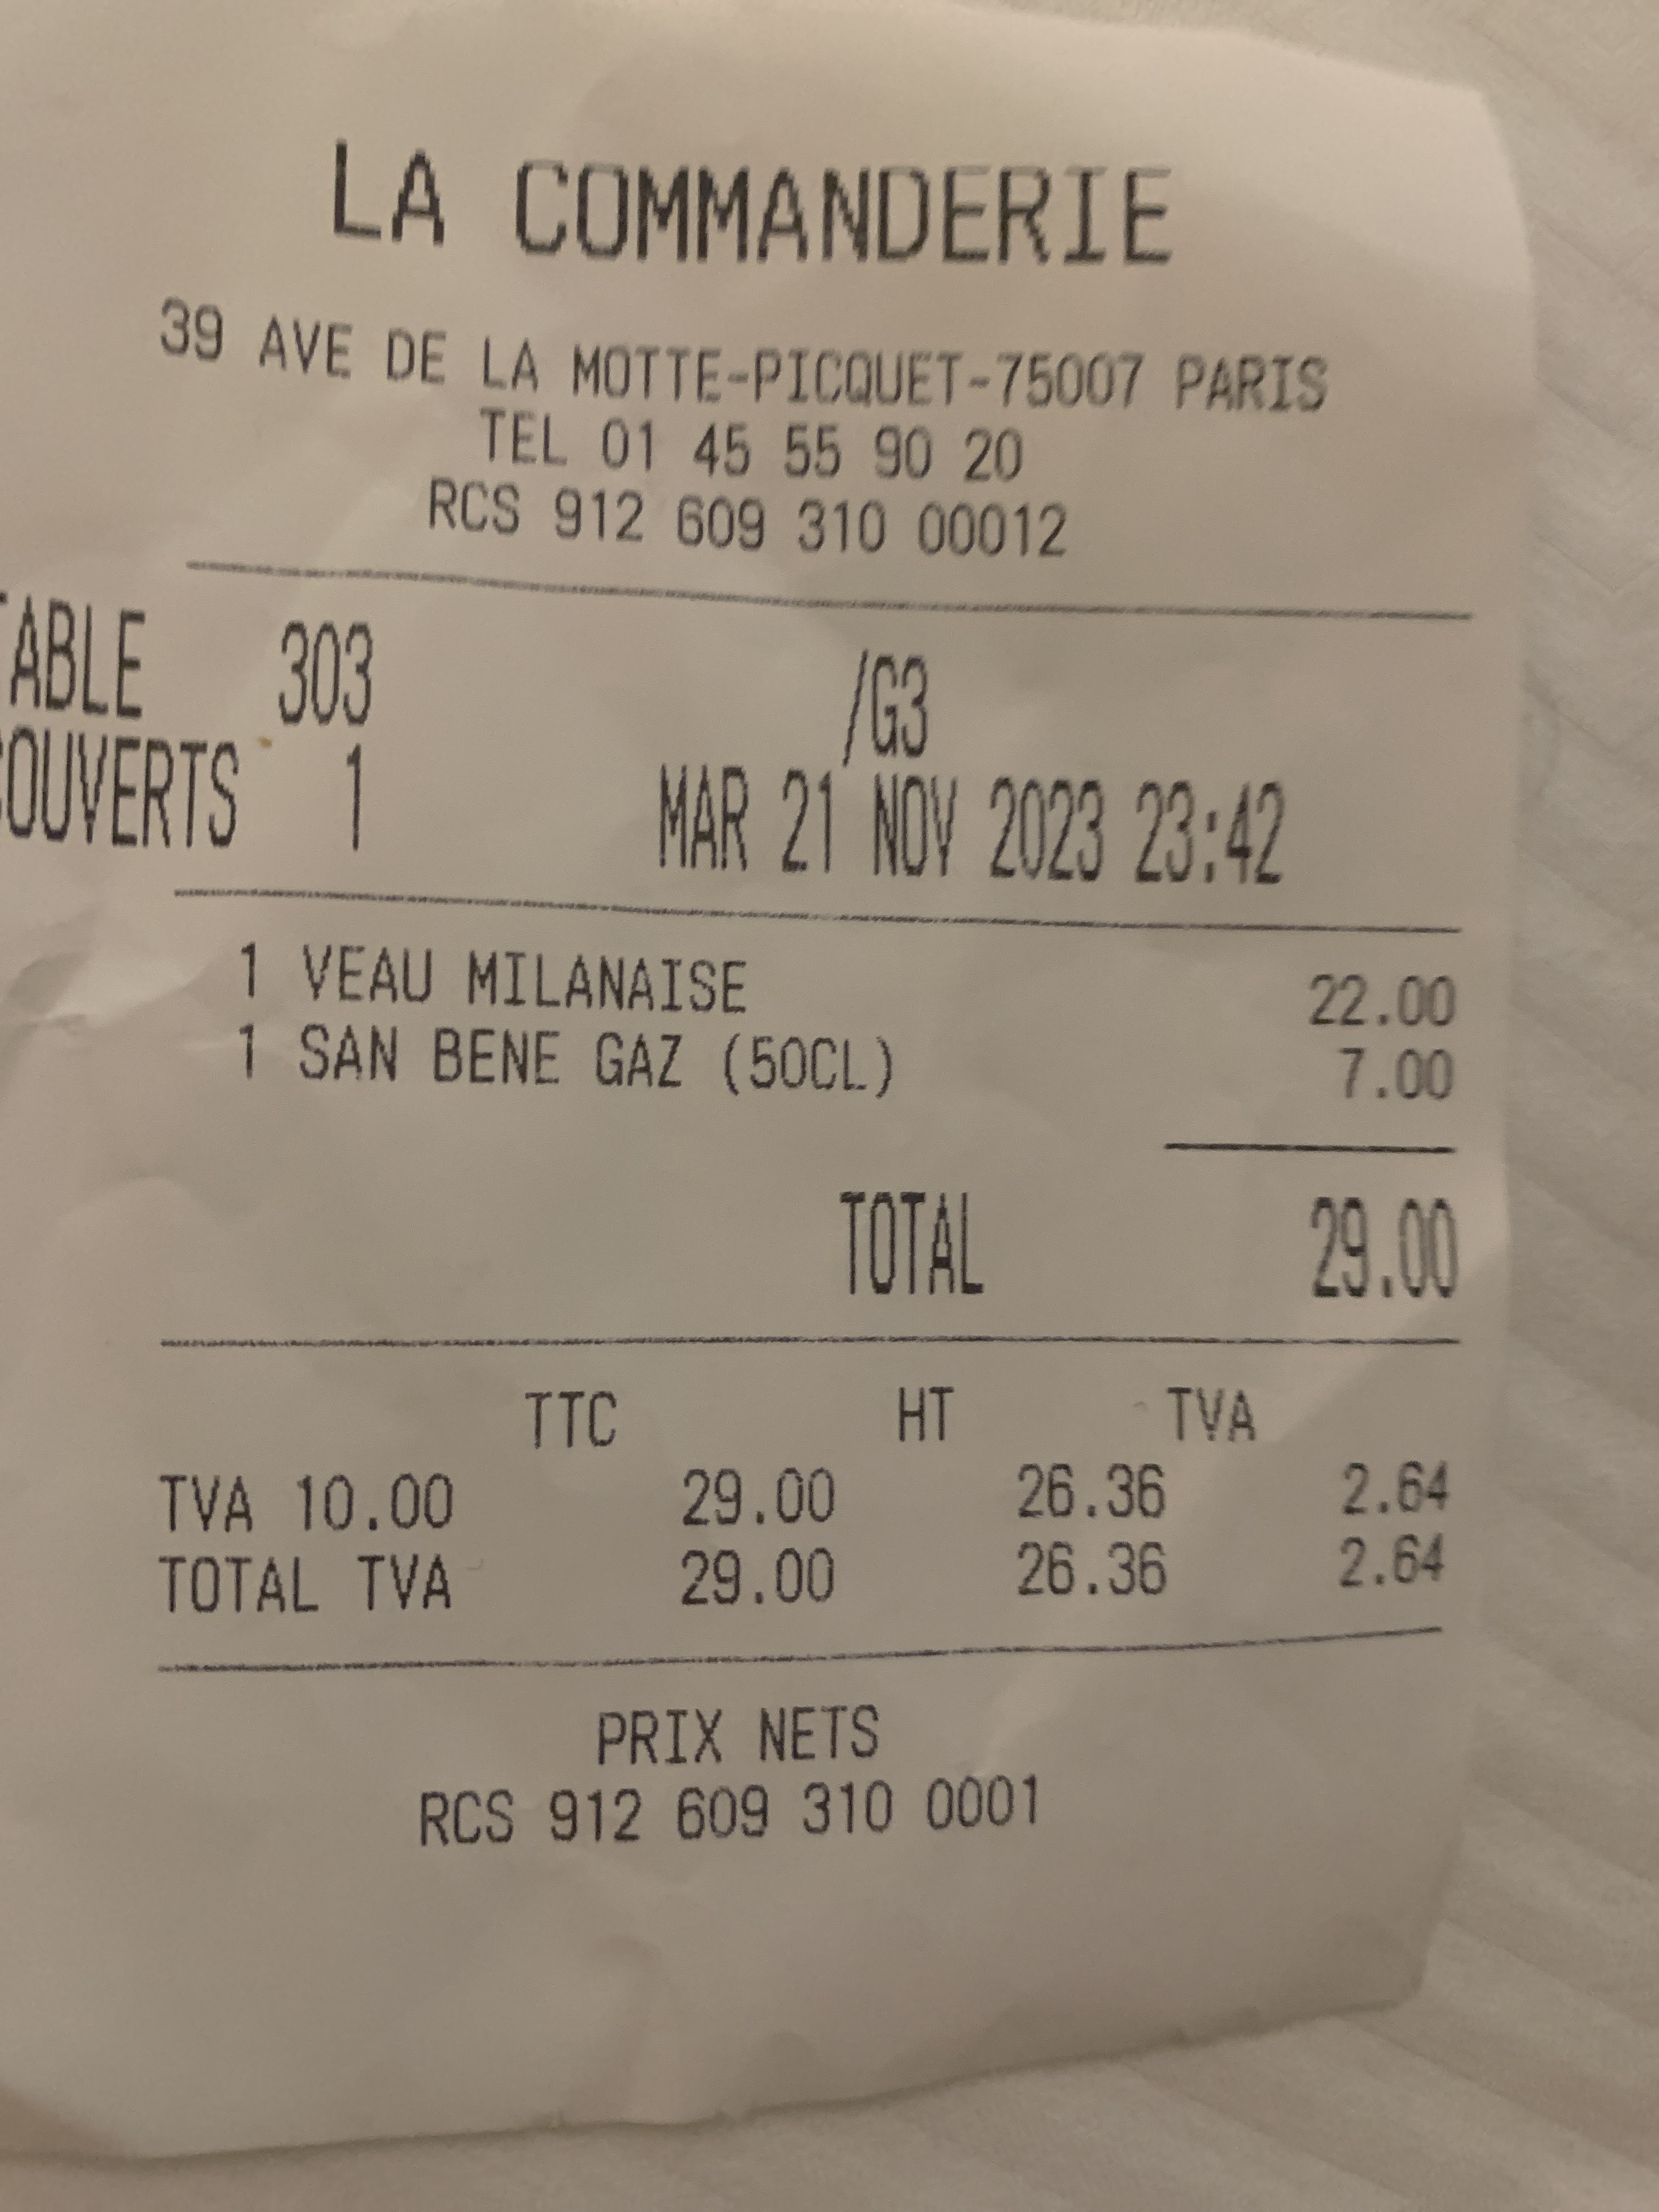 LA COMMANDERIE
39 AVE DE LA MOTTE-PICQUET-75007 PARIS
TEL 01 45 55 90 20
RCS 912 609 310 00012
TABLE 303 /G3
COUVERTS 1 MAR 21 NOV 2023 23:42
1 VEAU MILANAISE 22.00
1 SAN BENE GAZ (50CL) 7.00
TOTAL 29.00
TTC HT TVA
TVA 10.00 29.00 26.36 2.64
TOTAL TVA 29.00 26.36 2.64
PRIX NETS
RCS 912 609 310 0001